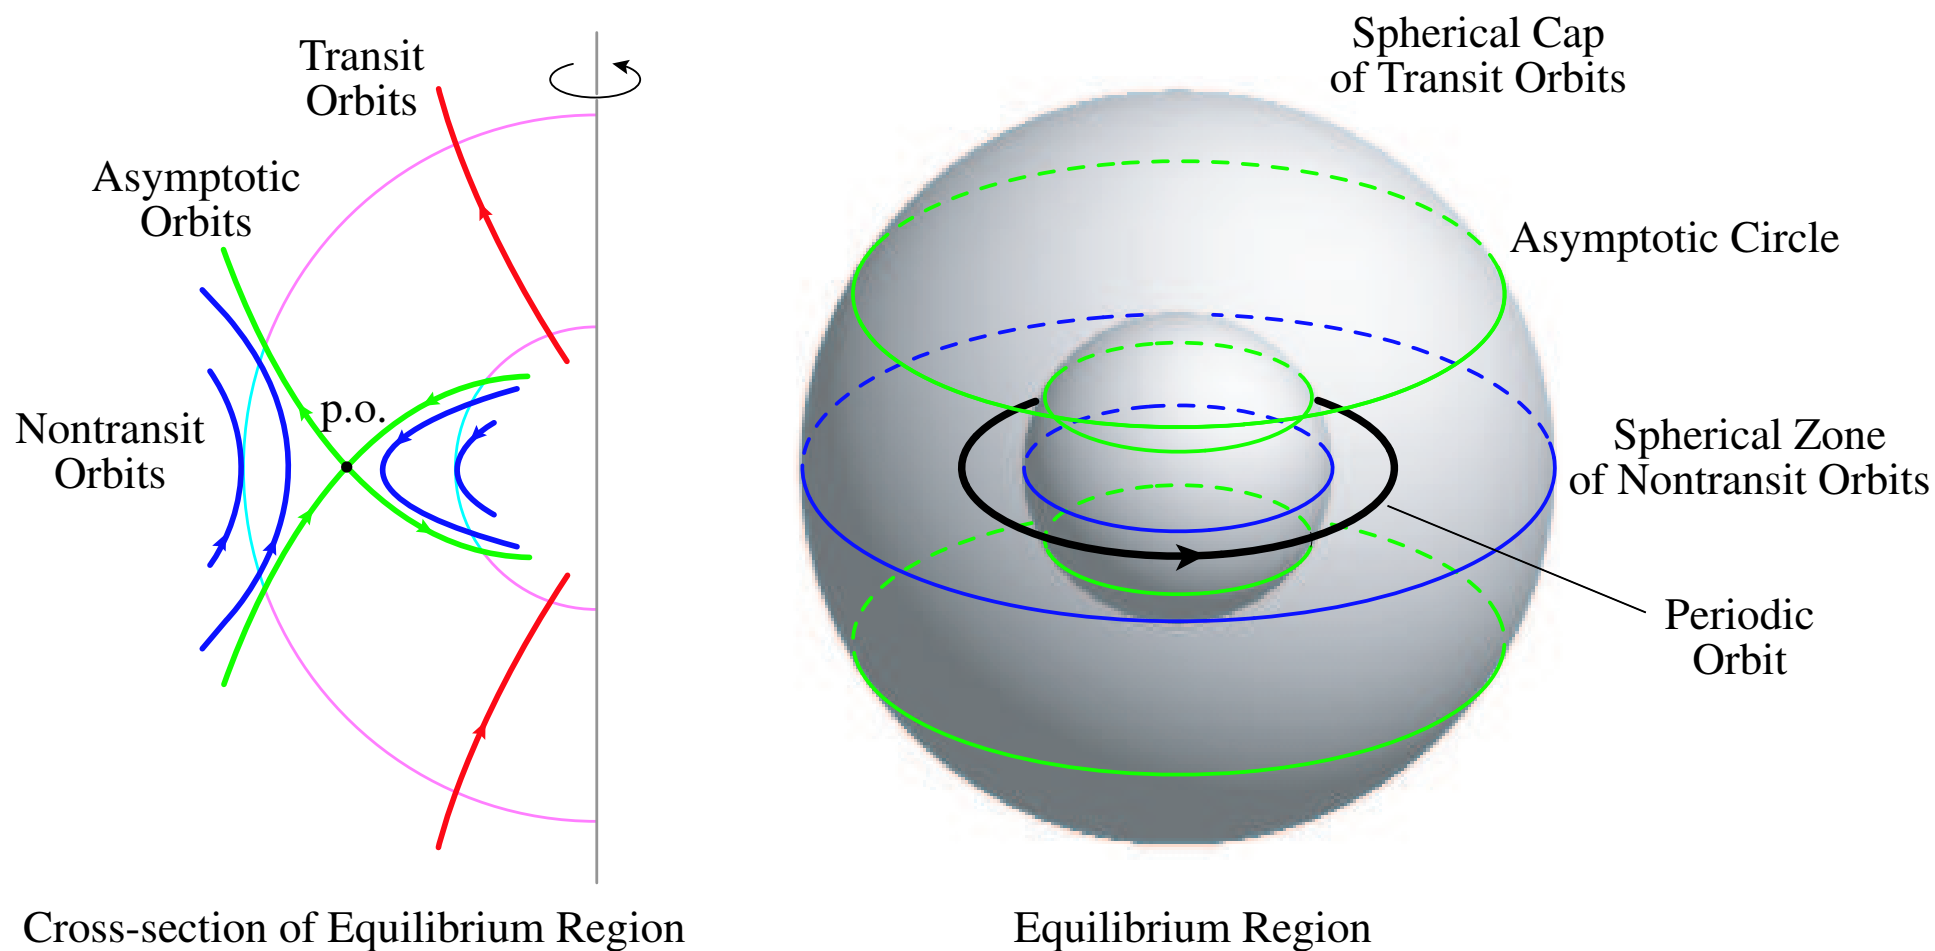 Transit
Orbits
Asymptotic
Orbits
p.o.
Nontransit
Orbits
Cross-section of Equilibrium Region
Spherical Cap
of Transit Orbits
Asymptotic Circle
Spherical Zone
of Nontransit Orbits
Periodic
Orbit
Equilibrium Region